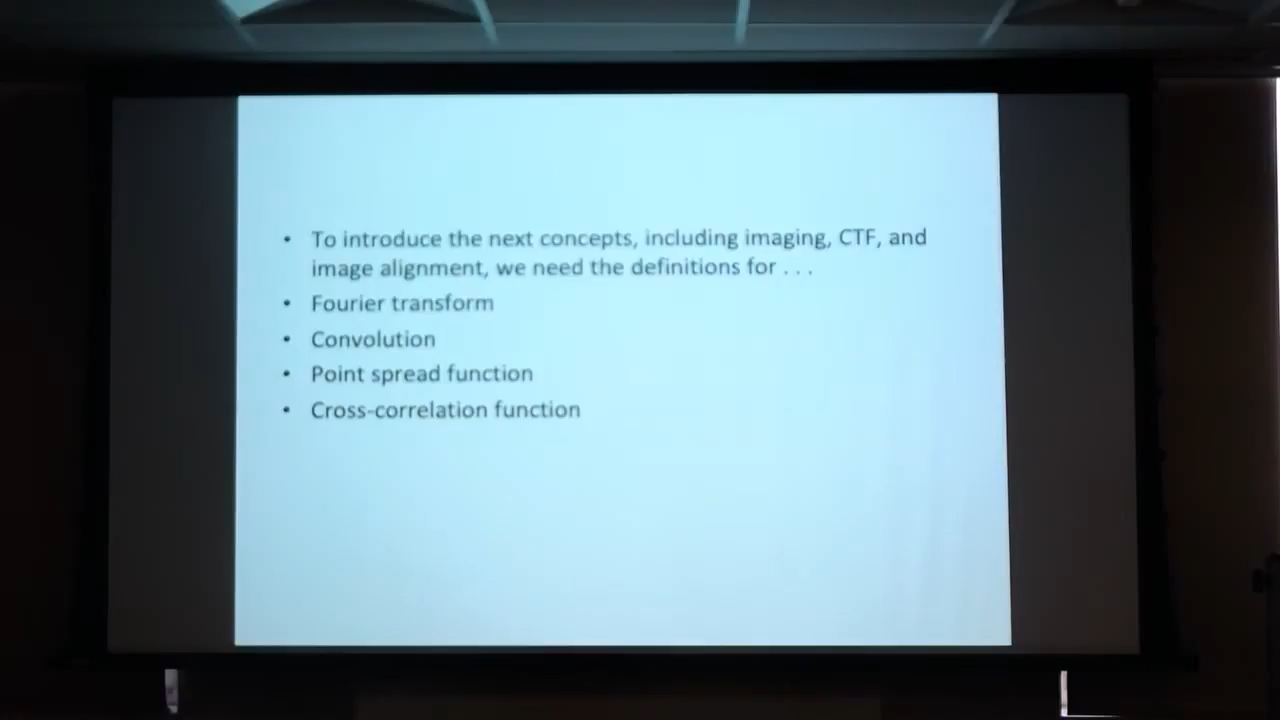 • To introduce the next concepts, including imaging, CTF, and
image alignment, we need the definitions for . . .
• Fourier transform
• Convolution
• Point spread function
• Cross-correlation function